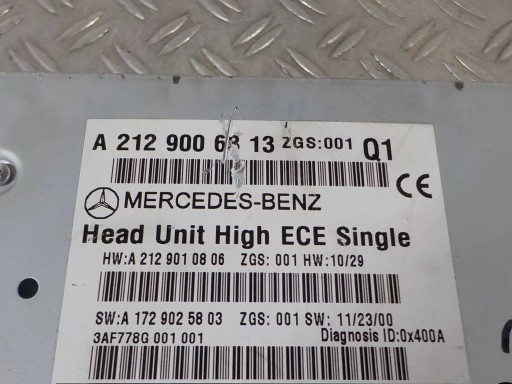 A 212 900 68 13 ZGS:001 Q1
MERCEDES-BENZ
CE
Head Unit High ECE Single
HW:A 212 901 08 06 ZGS: 001 HW:10/29
SW:A 172 902 58 03 ZGS: 001 SW: 11/23/00
3AF778G 001 001 Diagnosis ID:0x400A